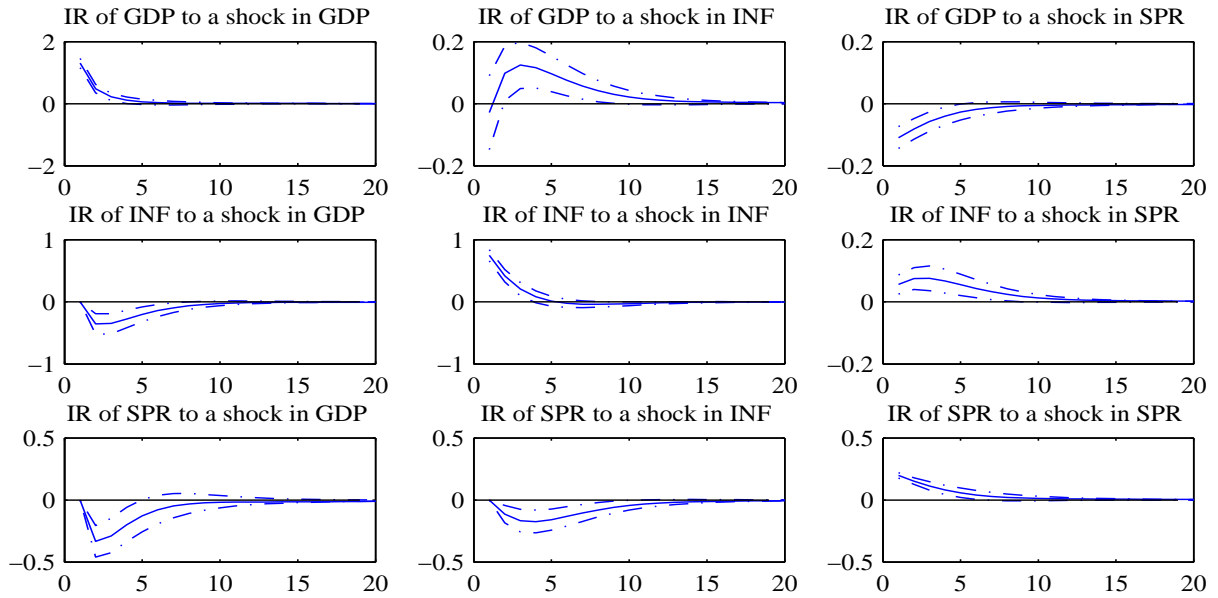 IR of GDP to a shock in GDP
2
0
−2
0 5 10 15 20
IR of GDP to a shock in INF
0.2
0
−0.2
0 5 10 15 20
IR of GDP to a shock in SPR
0.2
0
−0.2
0 5 10 15 20
IR of INF to a shock in GDP
1
0
−1
0 5 10 15 20
IR of INF to a shock in INF
1
0
−1
0 5 10 15 20
IR of INF to a shock in SPR
0.2
0
−0.2
0 5 10 15 20
IR of SPR to a shock in GDP
0.5
0
−0.5
0 5 10 15 20
IR of SPR to a shock in INF
0.5
0
−0.5
0 5 10 15 20
IR of SPR to a shock in SPR
0.5
0
−0.5
0 5 10 15 20